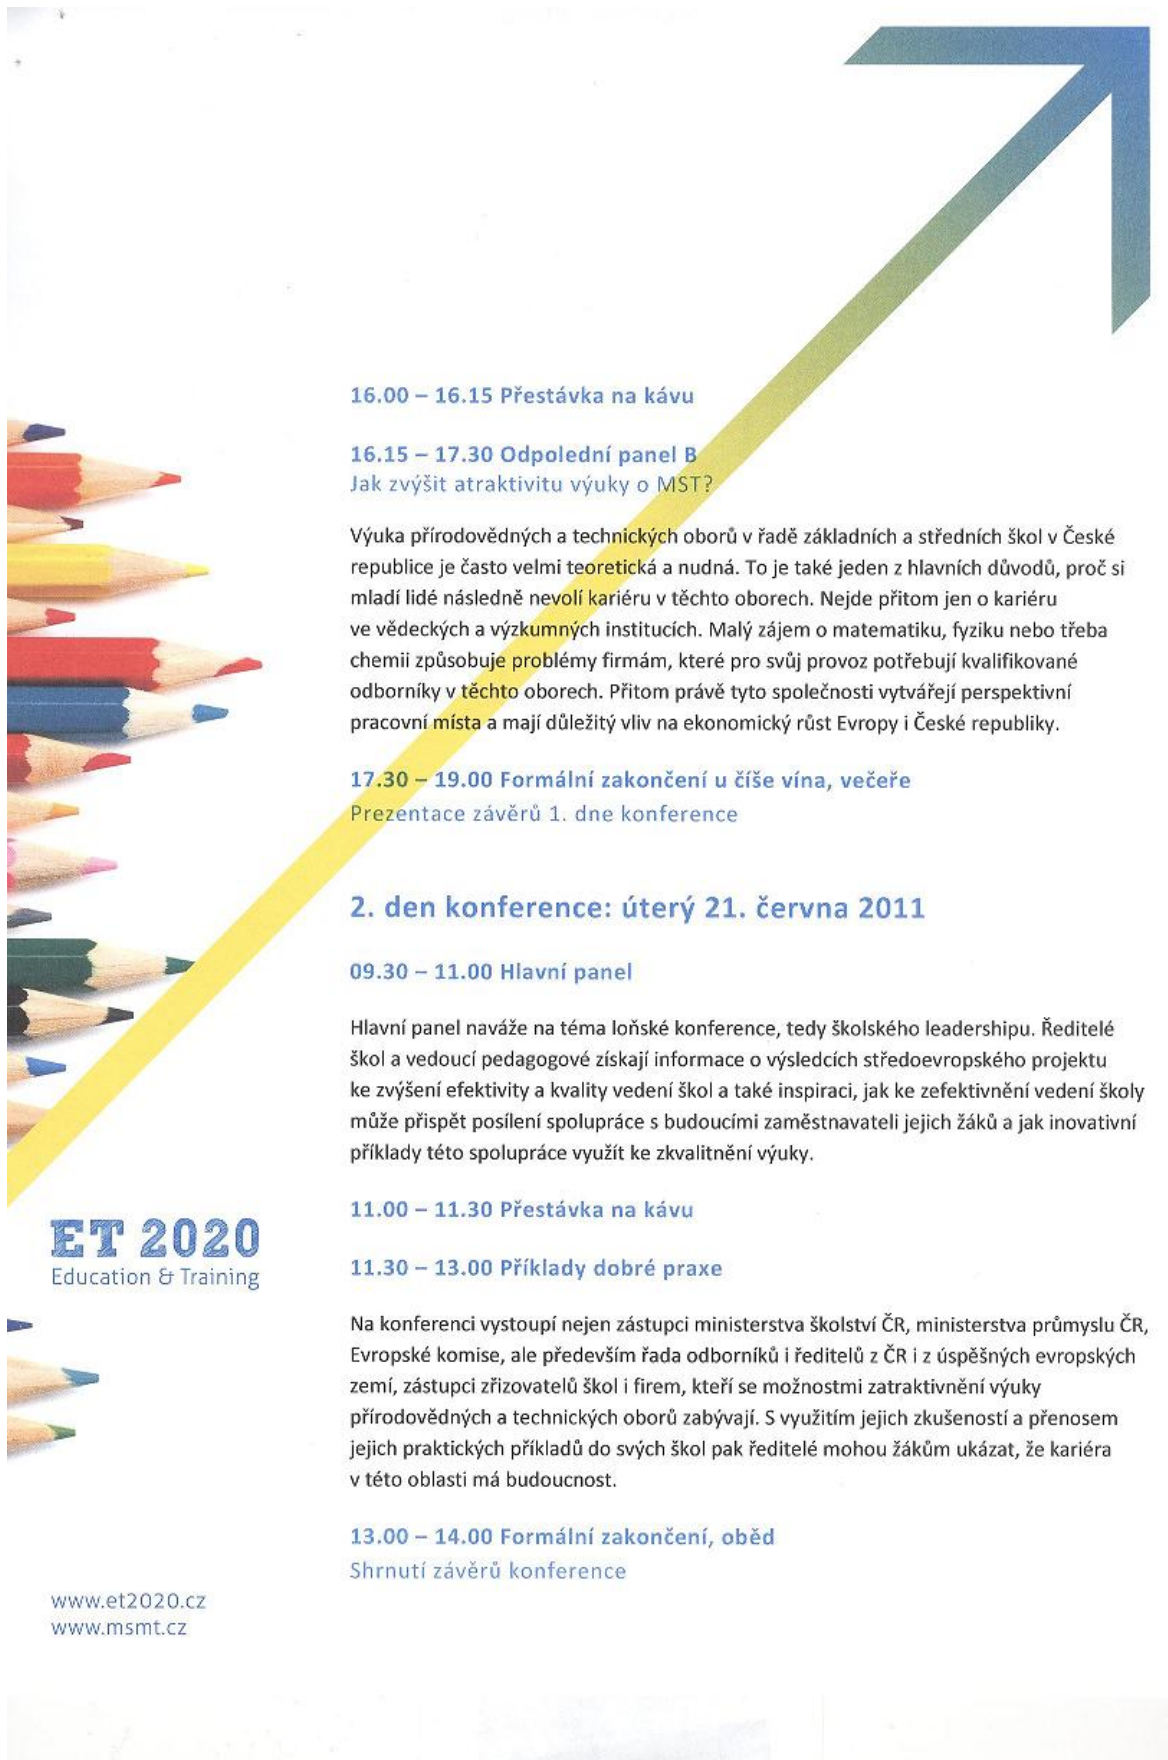 16.00 – 16.15 Přestávka na kávu
16.15 – 17.30 Odpolední panel B
Jak zvýšit atraktivitu výuky o MST?
Výuka přírodovědných a technických oborů v řadě základních a středních škol v České
republice je často velmi teoretická a nudná. To je také jeden z hlavních důvodů, proč si
mladí lidé následně nevolí kariéru v těchto oborech. Nejde přitom jen o kariéru
ve vědeckých a výzkumných institucích. Malý zájem o matematiku, fyziku nebo třeba
chemii způsobuje problémy firmám, které pro svůj provoz potřebují kvalifikované
odborníky v těchto oborech. Přitom právě tyto společnosti vytvářejí perspektivní
pracovní místa a mají důležitý vliv na ekonomický růst Evropy i České republiky.
17.30 – 19.00 Formální zakončení u číše vína, večeře
Prezentace závěrů 1. dne konference
2. den konference: úterý 21. června 2011
09.30 – 11.00 Hlavní panel
Hlavní panel naváže na téma loňské konference, tedy školského leadershipu. Ředitelé
škol a vedoucí pedagogové získají informace o výsledcích středoevropského projektu
ke zvýšení efektivity a kvality vedení škol a také inspiraci, jak ke zefektivnění vedení školy
může přispět posílení spolupráce s budoucími zaměstnavateli jejich žáků a jak inovativní
příklady této spolupráce využít ke zkvalitnění výuky.
11.00 – 11.30 Přestávka na kávu
11.30 – 13.00 Příklady dobré praxe
Na konferenci vystoupí nejen zástupci ministerstva školství ČR, ministerstva průmyslu ČR,
Evropské komise, ale především řada odborníků i ředitelů z ČR i z úspěšných evropských
zemí, zástupci zřizovatelů škol i firem, kteří se možnostmi zatraktivnění výuky
přírodovědných a technických oborů zabývají. S využitím jejich zkušeností a přenosem
jejich praktických příkladů do svých škol pak ředitelé mohou žákům ukázat, že kariéra
v této oblasti má budoucnost.
13.00 – 14.00 Formální zakončení, oběd
Shrnutí závěrů konference
ET 2020
Education & Training
www.et2020.cz
www.msmt.cz